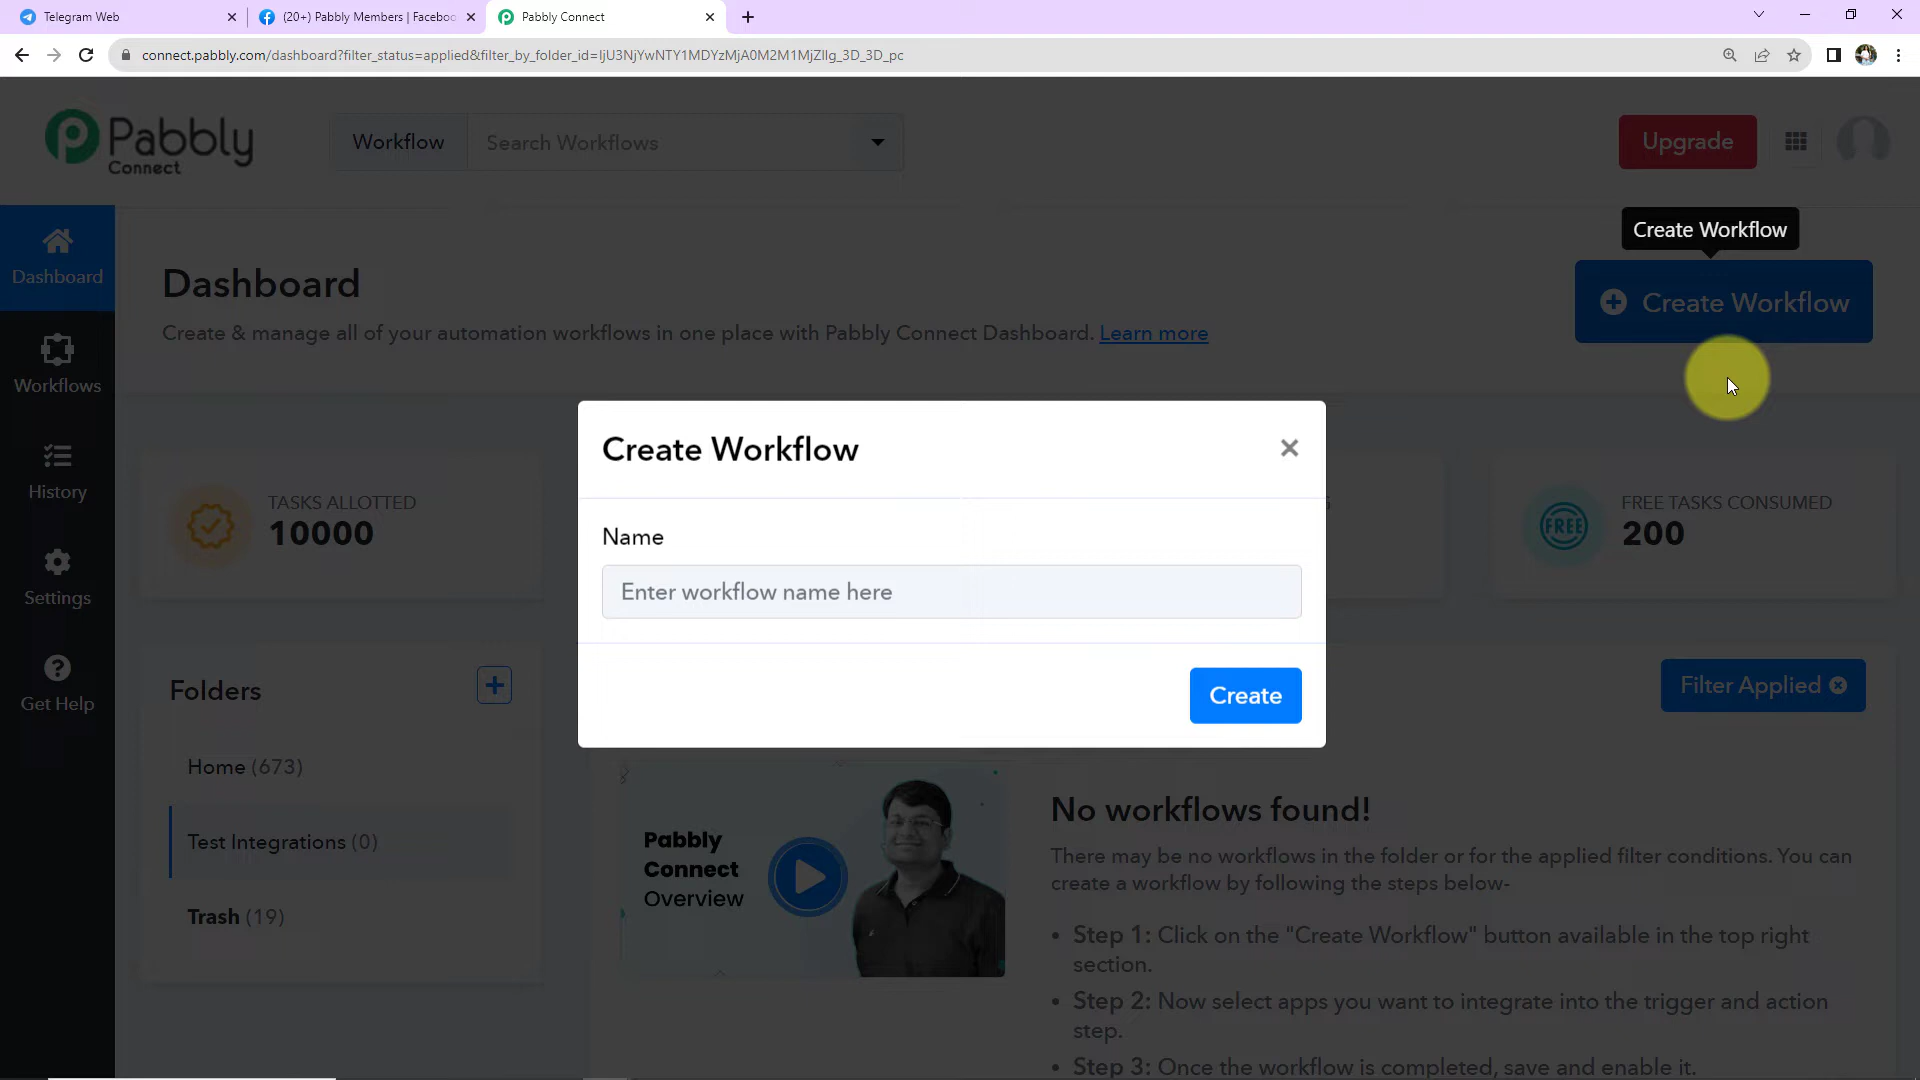 Telegram Web
(20+) Pabbly Members | Faceboo
Pabbly Connect
connect.pabbly.com/dashboard?filter_status=applied&filter_by_folder_id=IjU3NjYwNTY1MDYzMjA0M2M1MjZlIg_3D_3D_pc
Pabbly
Connect
Workflow
Search Workflows
Upgrade
Create Workflow
Dashboard
Create & manage all of your automation workflows in one place with Pabbly Connect Dashboard. Learn more
Create Workflow
Dashboard
Workflows
History
Settings
Get Help
TASKS ALLOTTED
10000
FREE
FREE TASKS CONSUMED
200
Create Workflow
Name
Enter workflow name here
Create
Folders
Home (673)
Test Integrations (0)
Trash (19)
Filter Applied
Pabbly
Connect
Overview
No workflows found!
There may be no workflows in the folder or for the applied filter conditions. You can
create a workflow by following the steps below-
• Step 1: Click on the "Create Workflow" button available in the top right
section.
• Step 2: Now select apps you want to integrate into the trigger and action
step.
• Step 3: Once the workflow is completed, save and enable it.